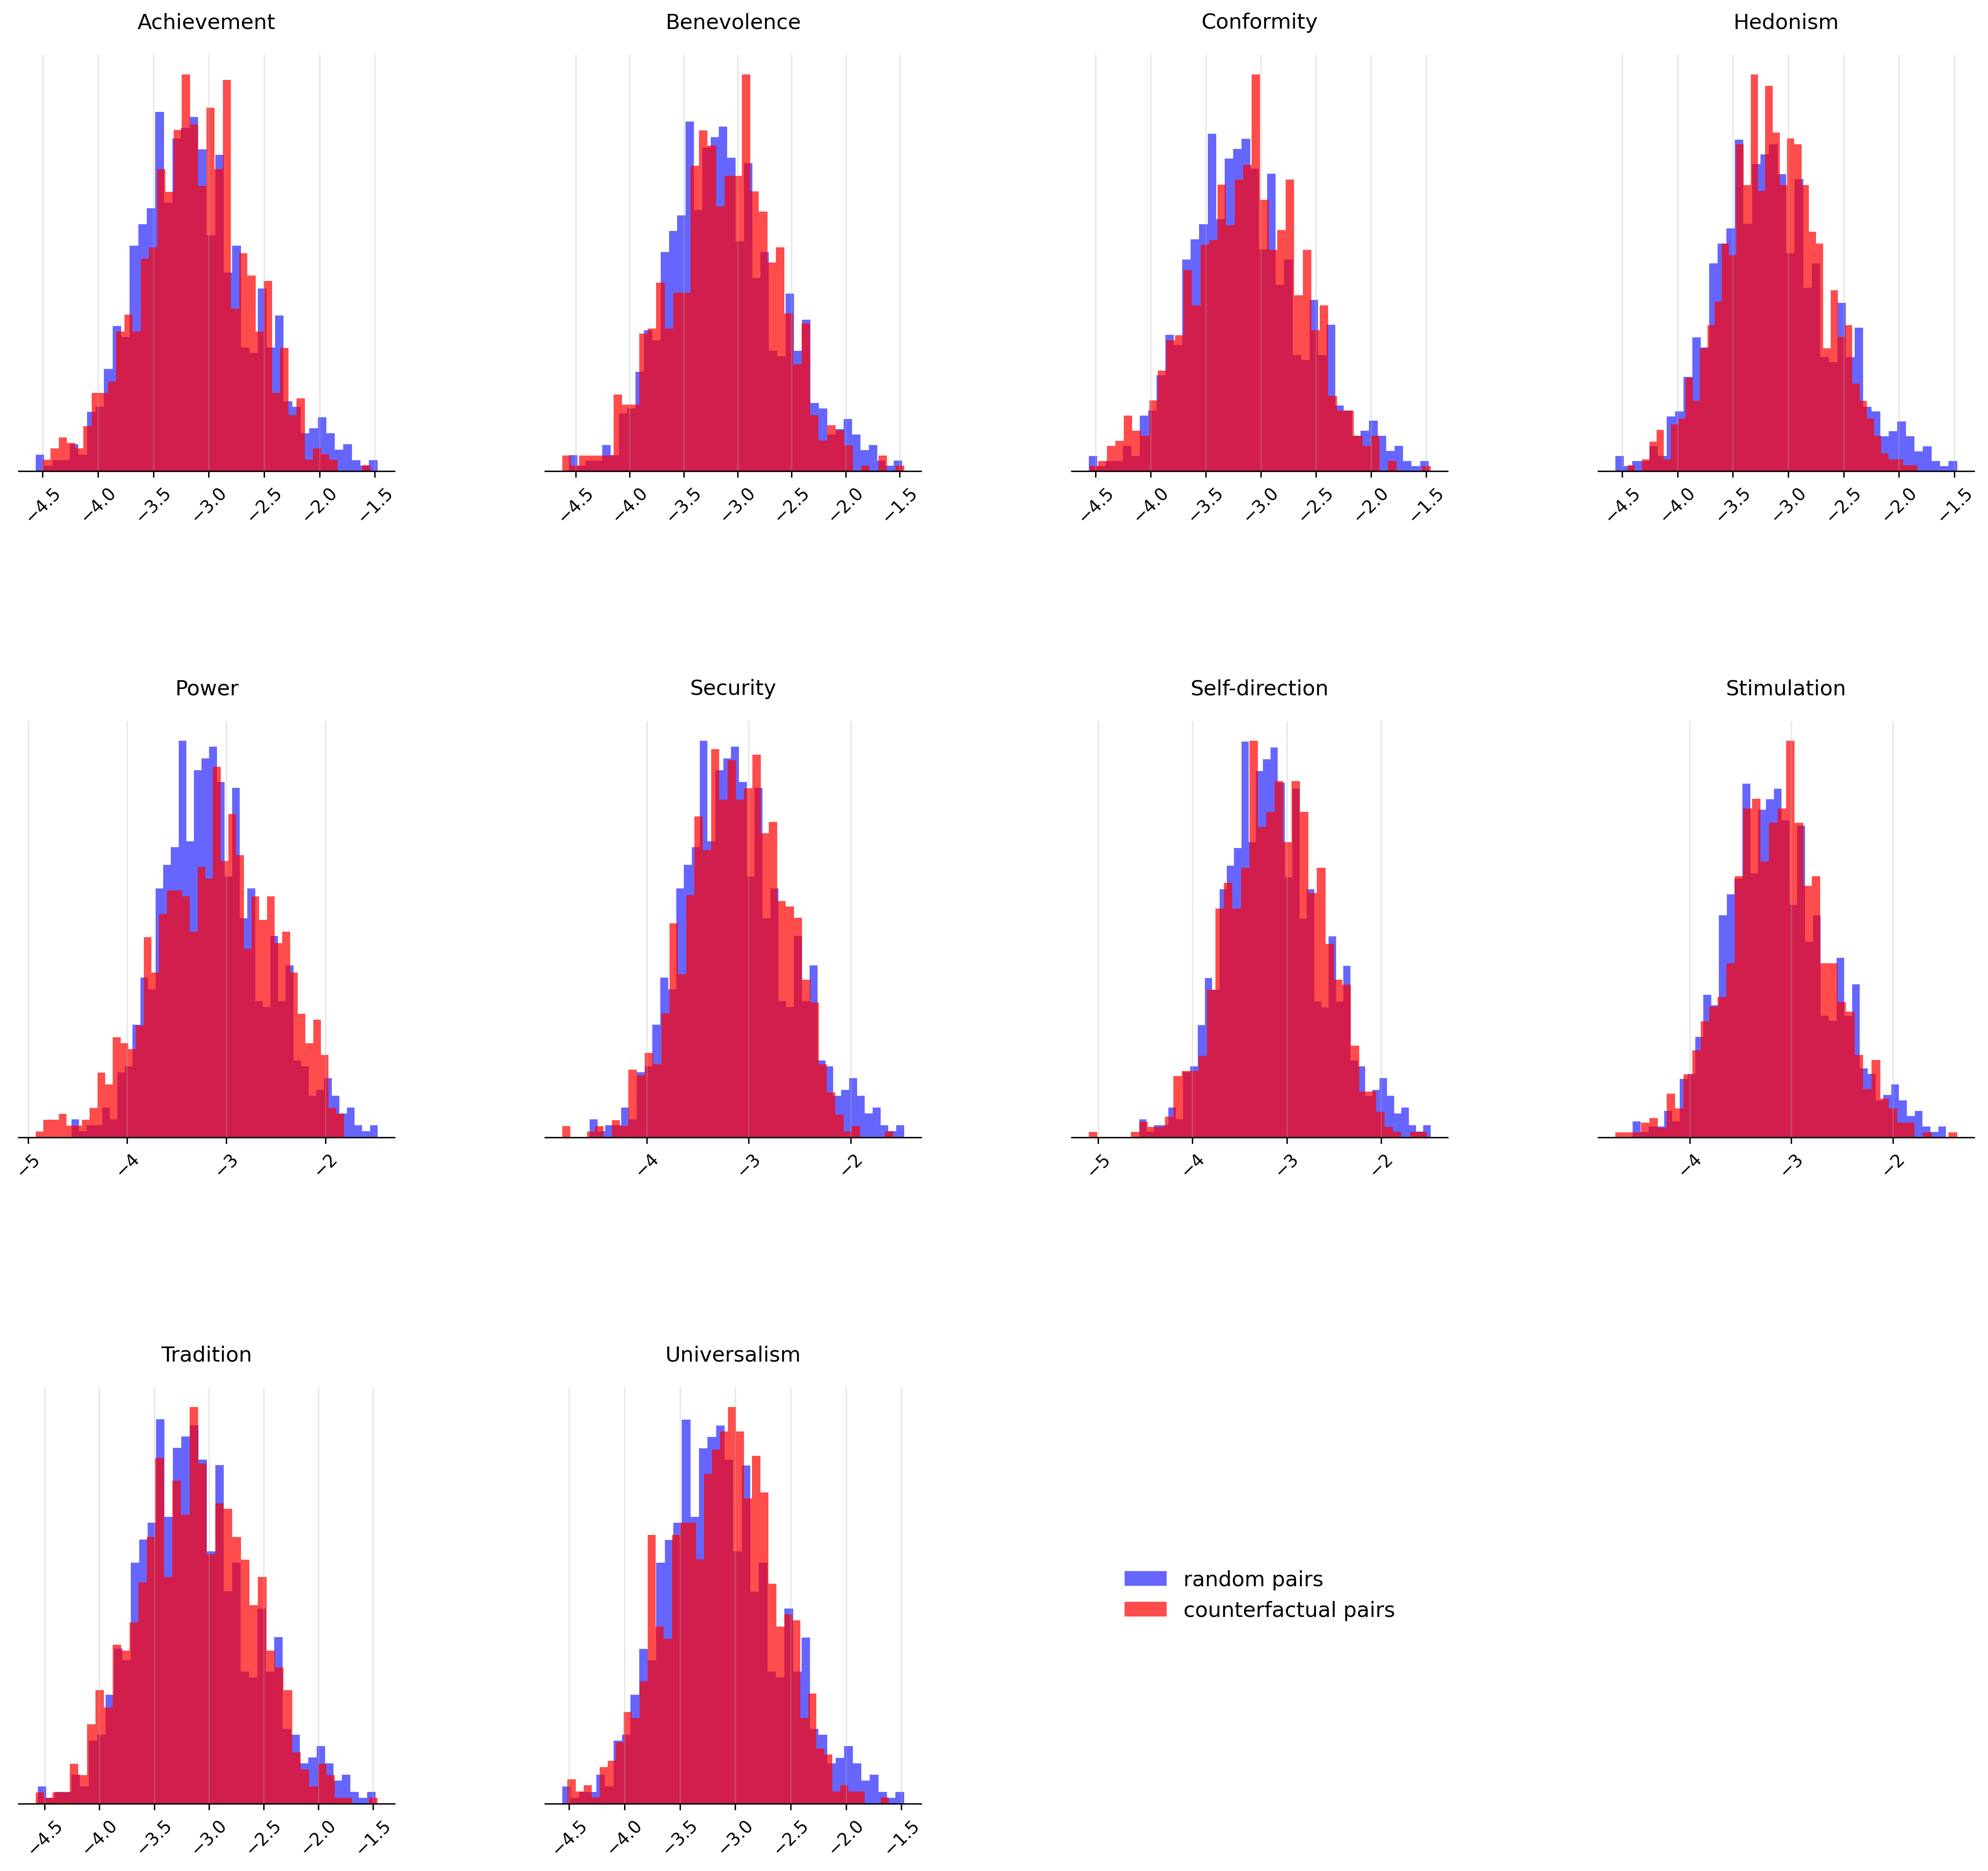 Achievement
Benevolence
Conformity
Hedonism
−4.5 −4.0 −3.5 −3.0 −2.5 −2.0 −1.5
−4.5 −4.0 −3.5 −3.0 −2.5 −2.0 −1.5
−4.5 −4.0 −3.5 −3.0 −2.5 −2.0 −1.5
−4.5 −4.0 −3.5 −3.0 −2.5 −2.0 −1.5
Power
Security
Self-direction
Stimulation
−5 −4 −3 −2
−4 −3 −2
−5 −4 −3 −2
−4 −3 −2
Tradition
Universalism
random pairs
counterfactual pairs
−4.5 −4.0 −3.5 −3.0 −2.5 −2.0 −1.5
−4.5 −4.0 −3.5 −3.0 −2.5 −2.0 −1.5